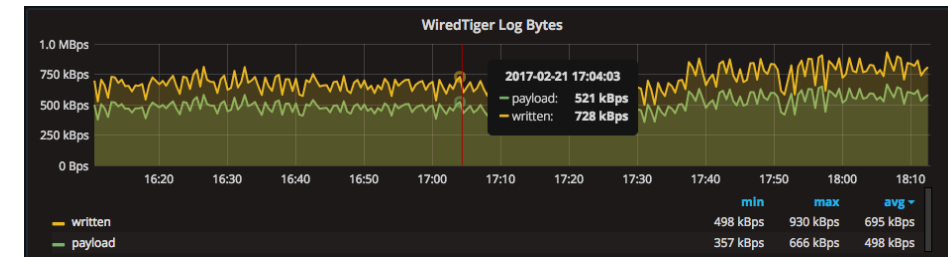 WiredTiger Log Bytes
1.0 MBps
750 kBps
500 kBps
250 kBps
0 Bps
2017-02-21 17:04:03
payload: 521 kBps
written: 728 kBps
16:20 16:30 16:40 16:50 17:00 17:10 17:20 17:30 17:40 17:50 18:00 18:10
min max avg
written 498 kBps 930 kBps 695 kBps
payload 357 kBps 666 kBps 498 kBps